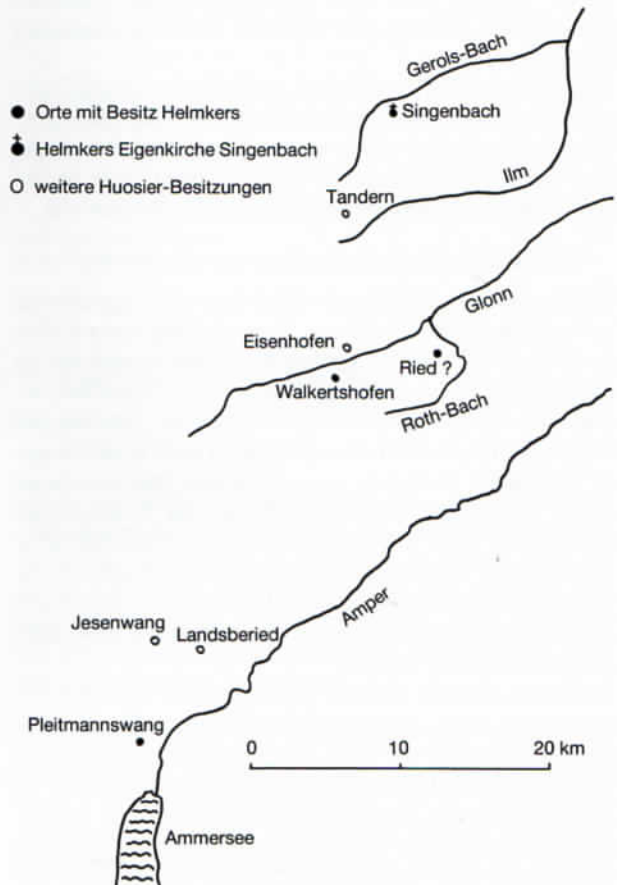 Gerols-Bach
● Orte mit Besitz Helmkers
Singenbach
Helmkers Eigenkirche Singenbach
Ilm
○ weitere Huosier-Besitzungen
Tandern
Glonn
Eisenhofen
Ried ?
Walkertshofen
Roth-Bach
Amper
Jesenwang
Landsberied
Pleitmannswang
0 10 20 km
Ammersee